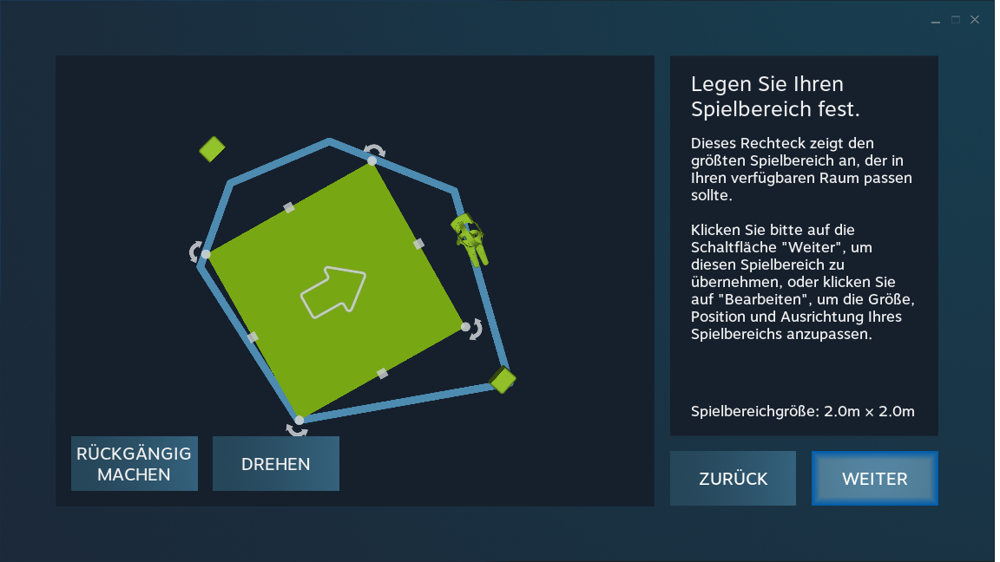 Legen Sie Ihren
Spielbereich fest.
Dieses Rechteck zeigt den
größten Spielbereich an, der in
Ihren verfügbaren Raum passen
sollte.
Klicken Sie bitte auf die
Schaltfläche "Weiter", um
diesen Spielbereich zu
übernehmen, oder klicken Sie
auf "Bearbeiten", um die Größe,
Position und Ausrichtung Ihres
Spielbereichs anzupassen.
Spielbereichgröße: 2.0m × 2.0m
RÜCKGÄNGIG
MACHEN
DREHEN
ZURÜCK
WEITER